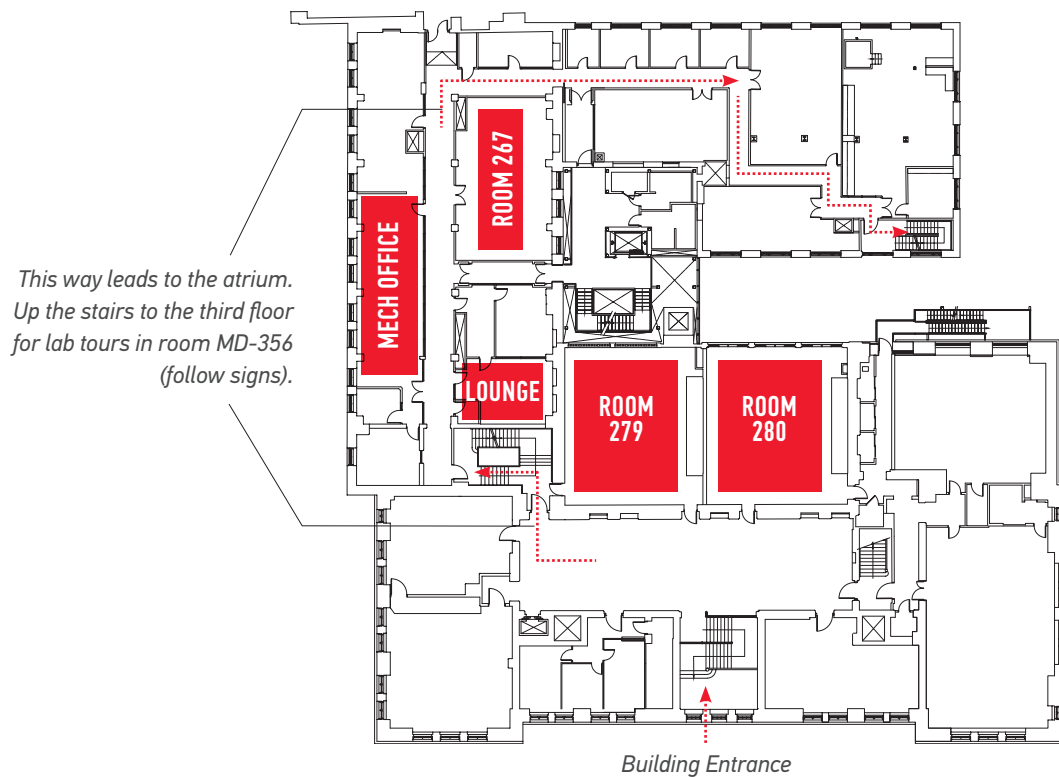 ROOM 267
MECH OFFICE
This way leads to the atrium.
Up the stairs to the third floor
for lab tours in room MD-356
(follow signs).
LOUNGE
ROOM
279
ROOM
280
Building Entrance